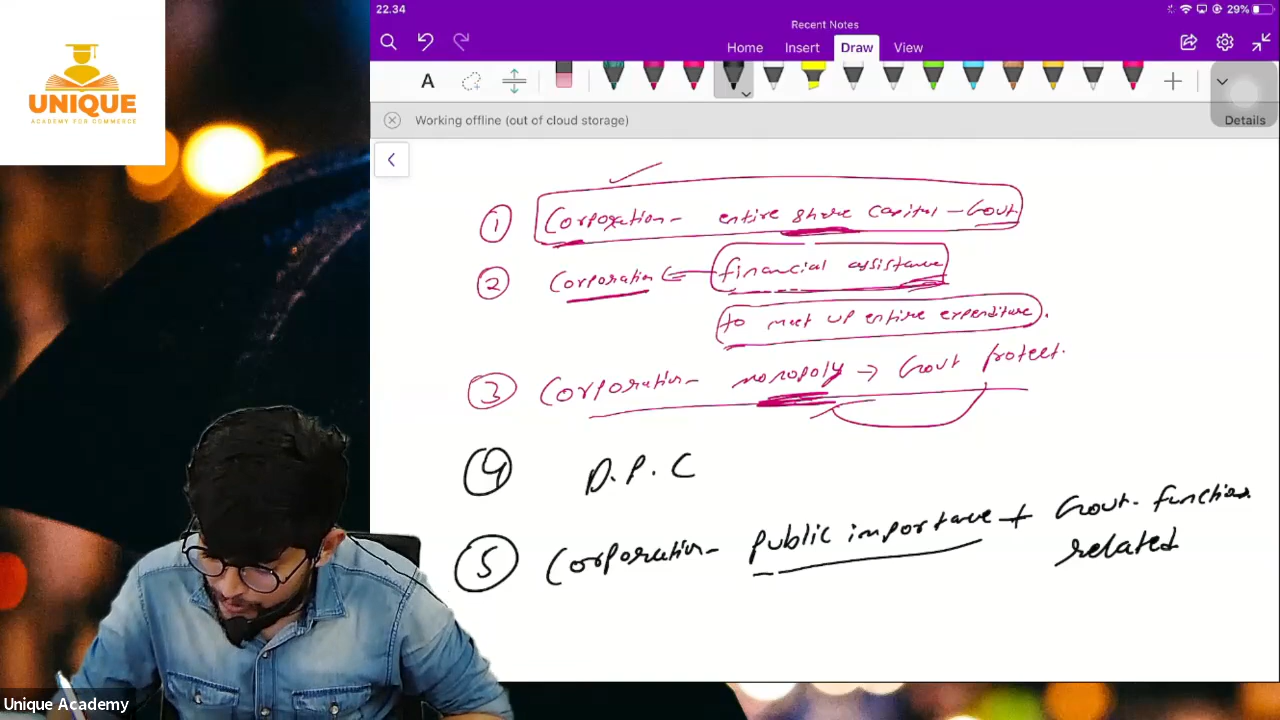 UNIQUE
ACADEMY FOR COMMERCE
22.34
29%
Recent Notes
Home Insert Draw View
A
Working offline (out of cloud storage)
Details
1 Corporation- entire share capital - Govt
2 Corporation financial assistance
to meet up entire expenditure.
3 Corporation- monopoly → Govt protect.
4 D.P.C
5 Corporation- public importance + Govt. function
related
Unique Academy